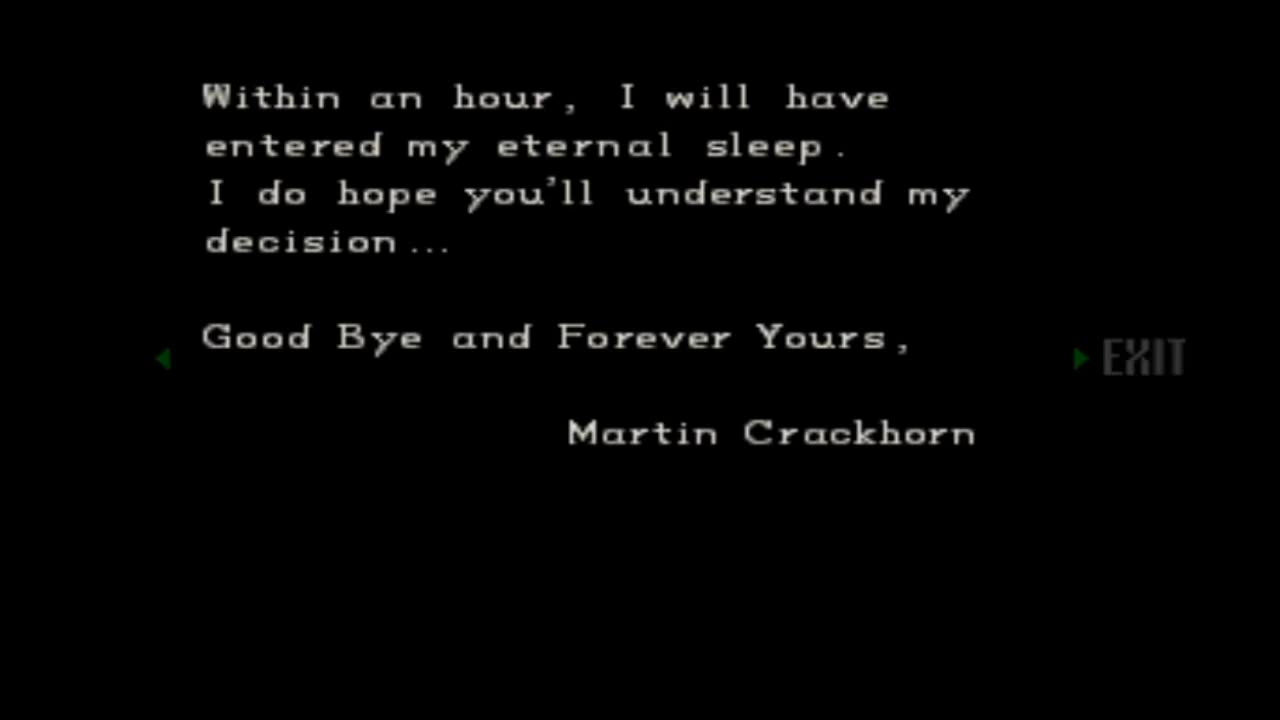 Within an hour, I will have
entered my eternal sleep.
I do hope you'll understand my
decision...
Good Bye and Forever Yours,
EXIT
Martin Crackhorn